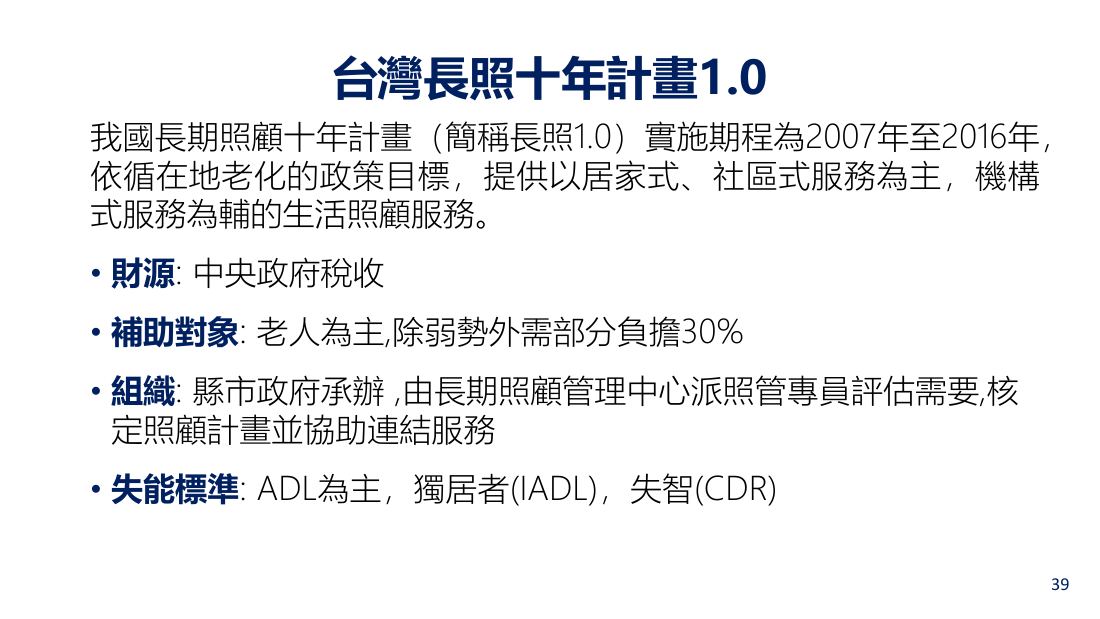 台灣長照十年計畫1.0
我國長期照顧十年計畫（簡稱長照1.0）實施期程為2007年至2016年，
依循在地老化的政策目標，提供以居家式、社區式服務為主，機構
式服務為輔的生活照顧服務。
• 財源: 中央政府稅收
• 補助對象: 老人為主,除弱勢外需部分負擔30%
• 組織: 縣市政府承辦 ,由長期照顧管理中心派照管專員評估需要,核
定照顧計畫並協助連結服務
• 失能標準: ADL為主，獨居者(IADL)，失智(CDR)
39